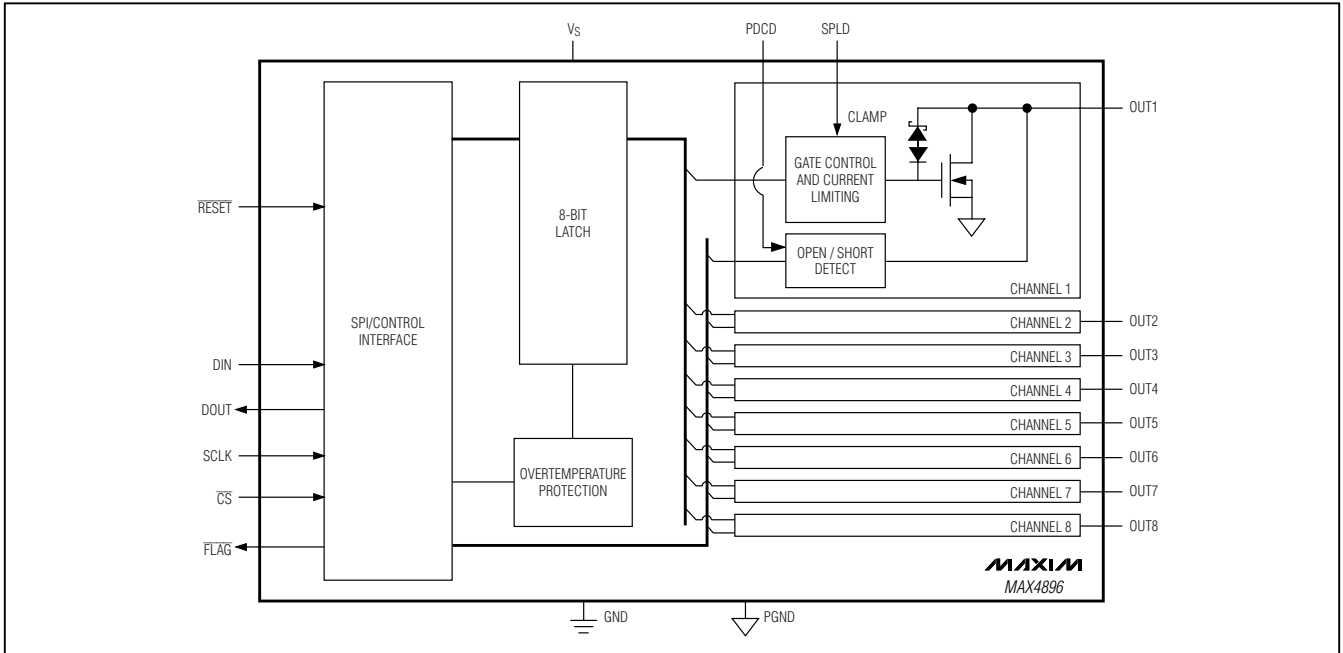 VS
PDCD
SPLD
OUT1
CLAMP
GATE CONTROL
AND CURRENT
LIMITING
8-BIT
LATCH
RESET
OPEN / SHORT
DETECT
CHANNEL 1
SPI/CONTROL
INTERFACE
CHANNEL 2
OUT2
CHANNEL 3
OUT3
DIN
CHANNEL 4
OUT4
DOUT
CHANNEL 5
OUT5
SCLK
OVERTEMPERATURE
PROTECTION
CHANNEL 6
OUT6
CS
CHANNEL 7
OUT7
FLAG
CHANNEL 8
OUT8
MAXIM
MAX4896
GND
PGND